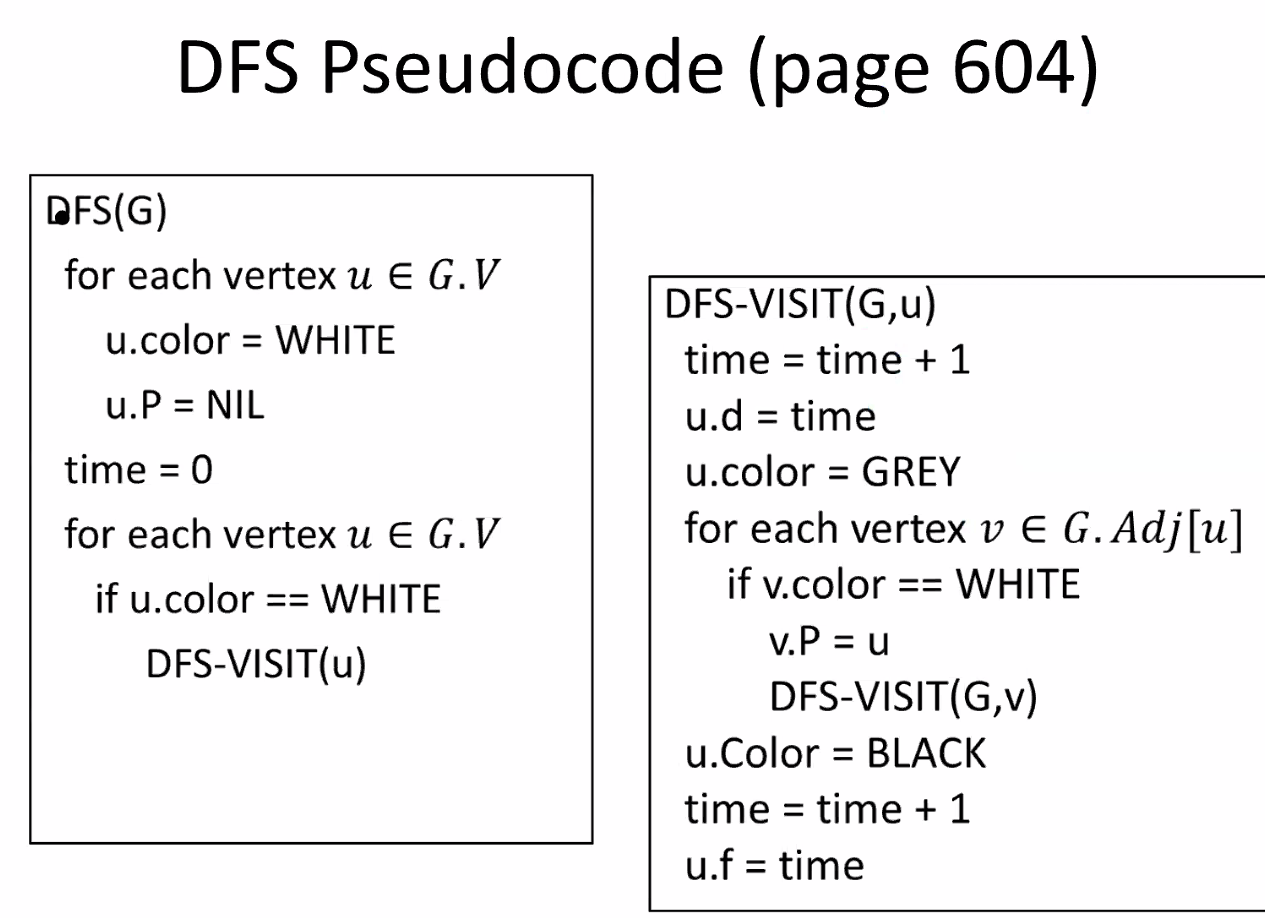 DFS Pseudocode (page 604)
DFS(G)
for each vertex u ∈ G.V
u.color = WHITE
u.P = NIL
time = 0
for each vertex u ∈ G.V
if u.color == WHITE
DFS-VISIT(u)
DFS-VISIT(G,u)
time = time + 1
u.d = time
u.color = GREY
for each vertex v ∈ G.Adj[u]
if v.color == WHITE
v.P = u
DFS-VISIT(G,v)
u.Color = BLACK
time = time + 1
u.f = time